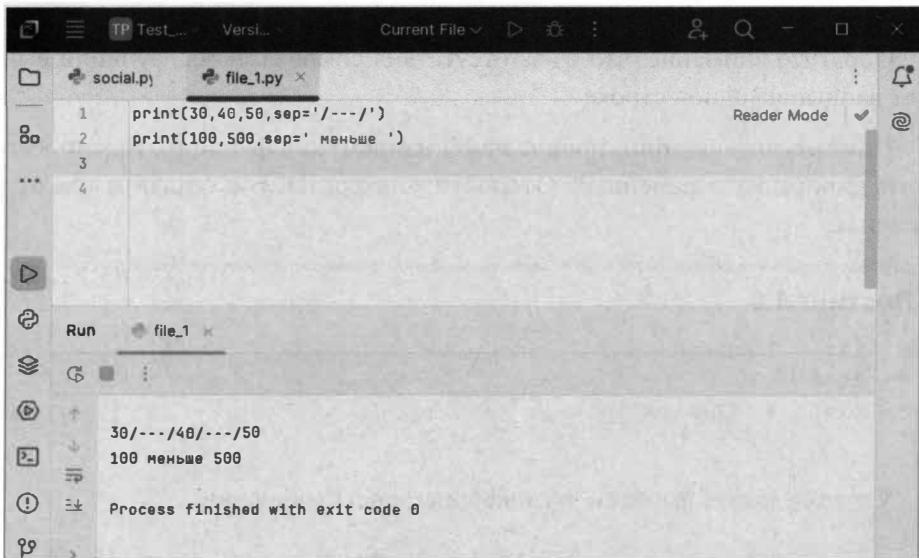 TP Test_... Versi... Current File
social.py file_1.py
1 print(30,40,50,sep='/---/') Reader Mode
2 print(100,500,sep=' меньше ')
3
4
Run file_1
30/---/40/---/50
100 меньше 500
Process finished with exit code 0